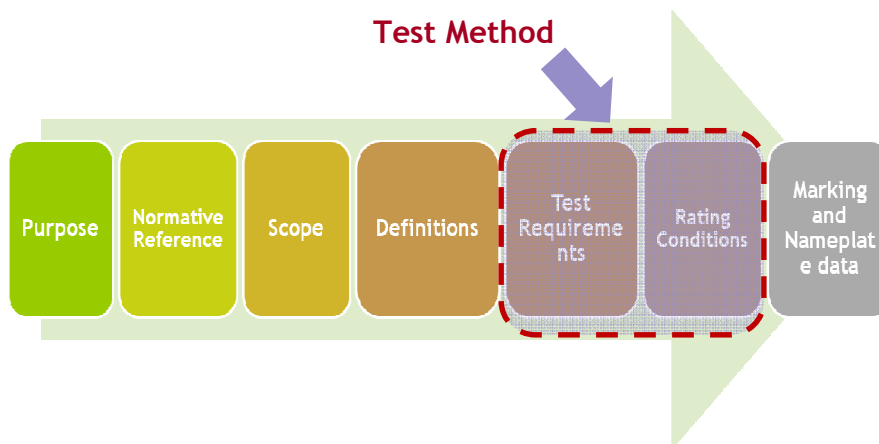 Test Method
Purpose
Normative
Reference
Scope
Definitions
Test
Requireme
nts
Rating
Conditions
Marking
and
Nameplat
e data